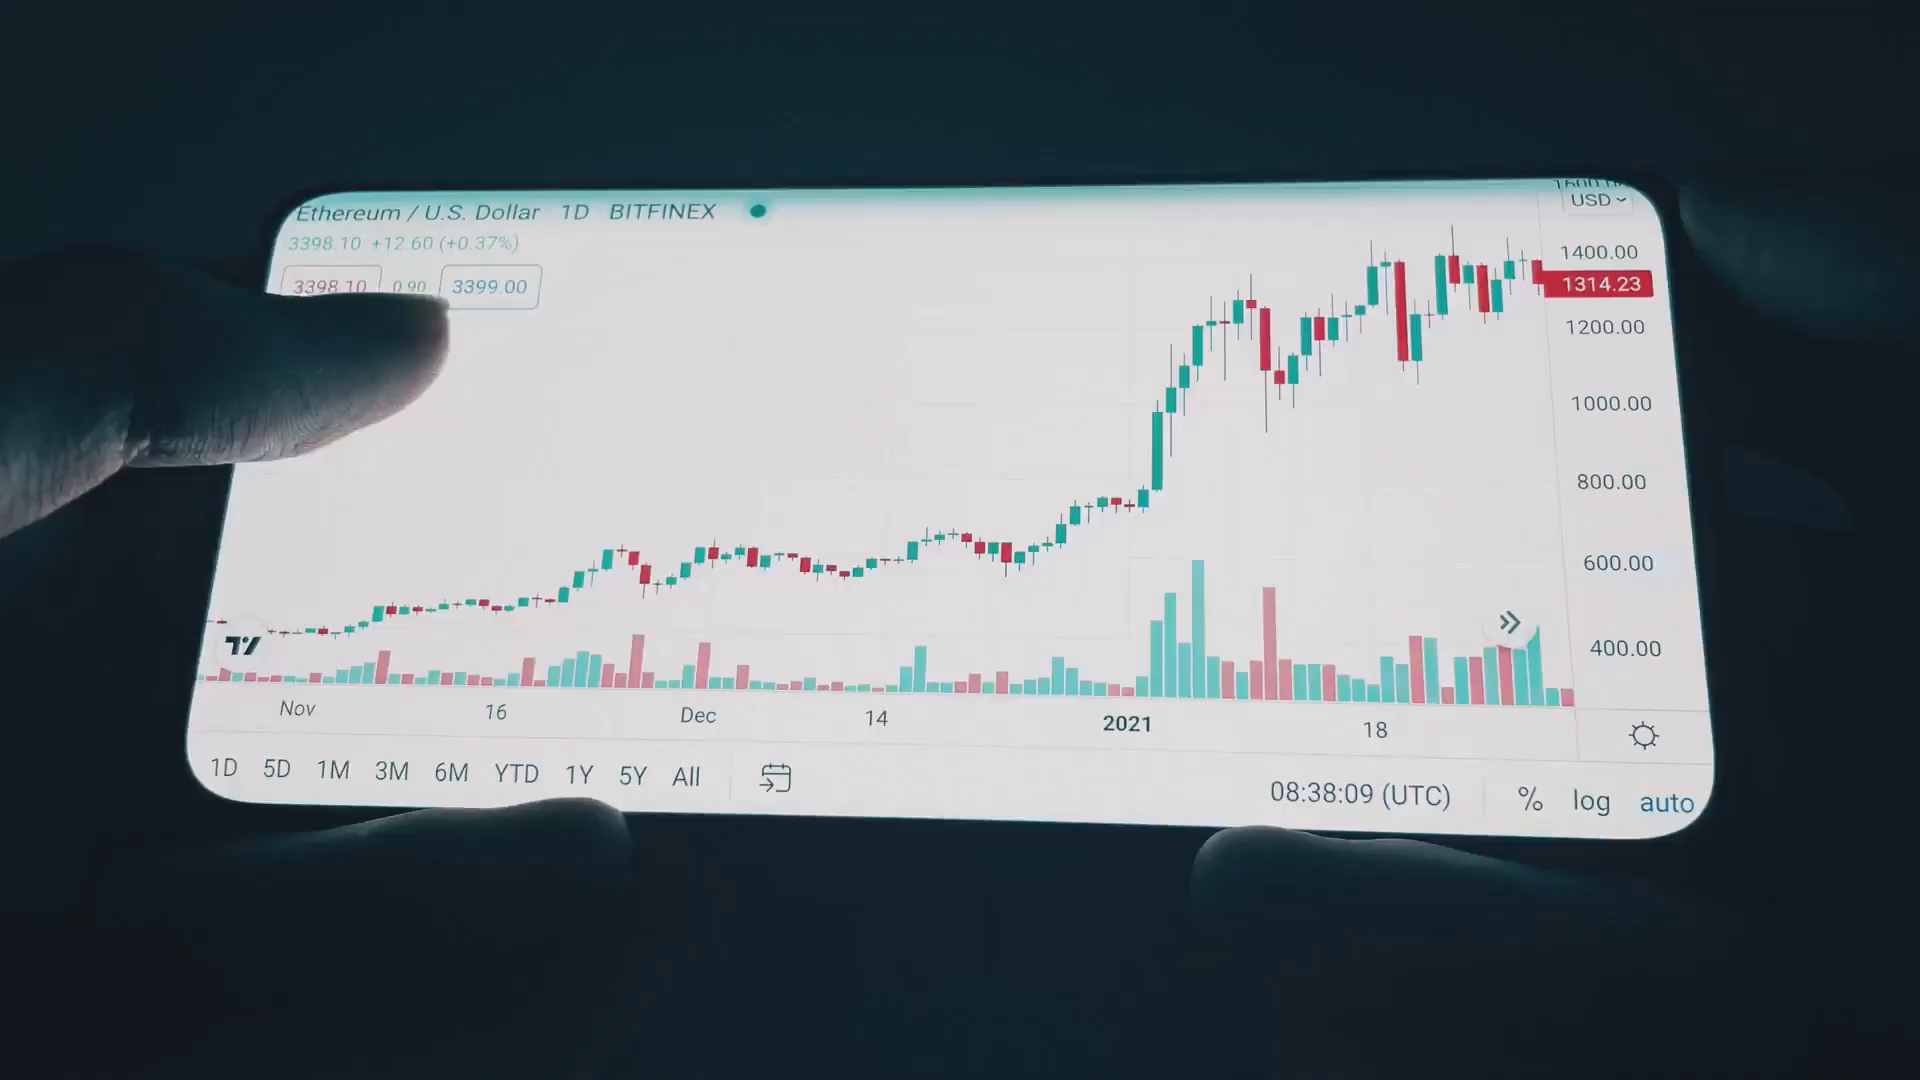 Ethereum / U.S. Dollar 1D BITFINEX
USD
3398.10 +12.60 (+0.37%)
3398.10 0.90 3399.00
1400.00
1314.23
1200.00
1000.00
800.00
600.00
400.00
Nov 16 Dec 14 2021 18
1D 5D 1M 3M 6M YTD 1Y 5Y All
08:38:09 (UTC) % log auto